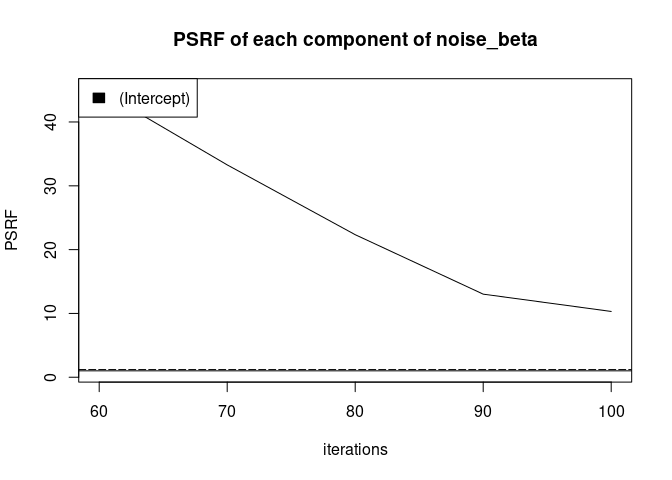 PSRF of each component of noise_beta
(Intercept)
40
30
20
10
0
PSRF
60 70 80 90 100
iterations